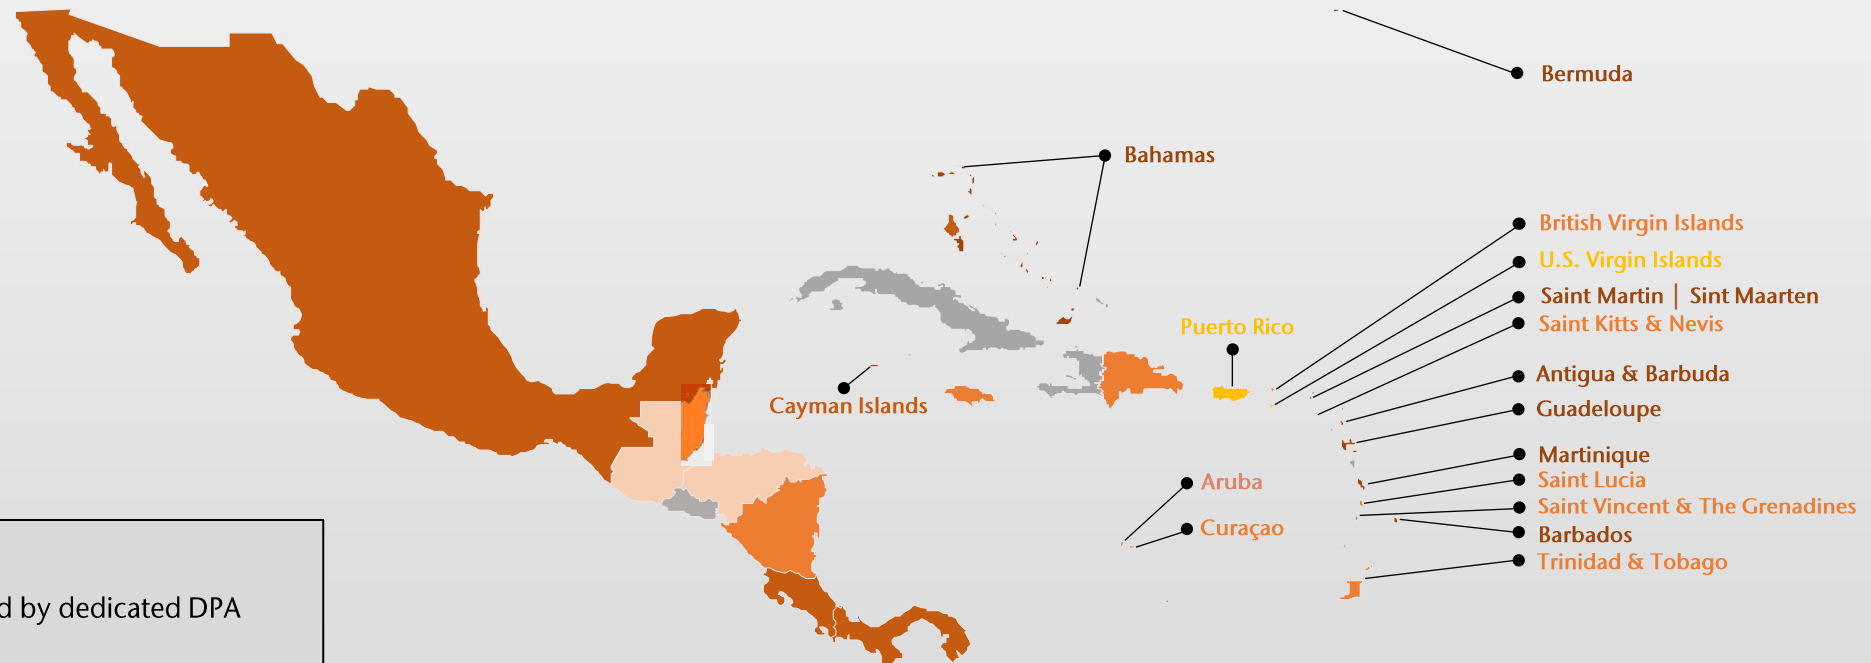 Bermuda
Bahamas
British Virgin Islands
U.S. Virgin Islands
Saint Martin | Sint Maarten
Saint Kitts & Nevis
Puerto Rico
Antigua & Barbuda
Cayman Islands
Guadeloupe
Martinique
Aruba
Saint Lucia
Saint Vincent & The Grenadines
Curaçao
Barbados
Trinidad & Tobago
by dedicated DPA